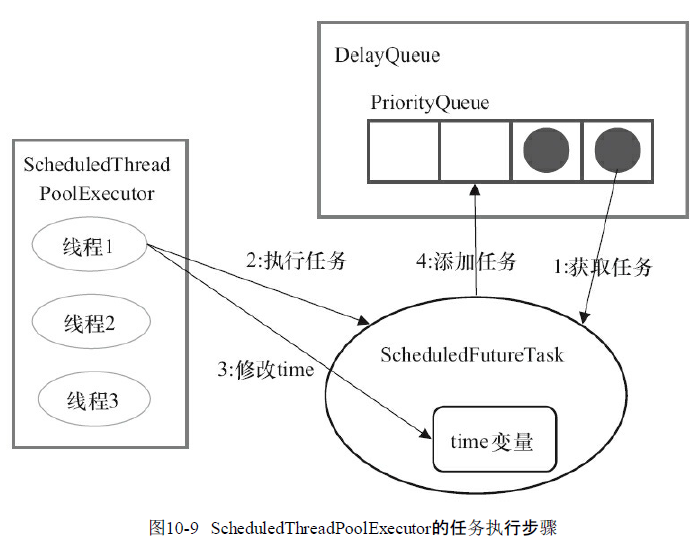 DelayQueue
PriorityQueue
ScheduledThread
PoolExecutor
线程1
线程2
线程3
2:执行任务
4:添加任务
1:获取任务
3:修改time
ScheduledFutureTask
time变量
图10-9 ScheduledThreadPoolExecutor的任务执行步骤